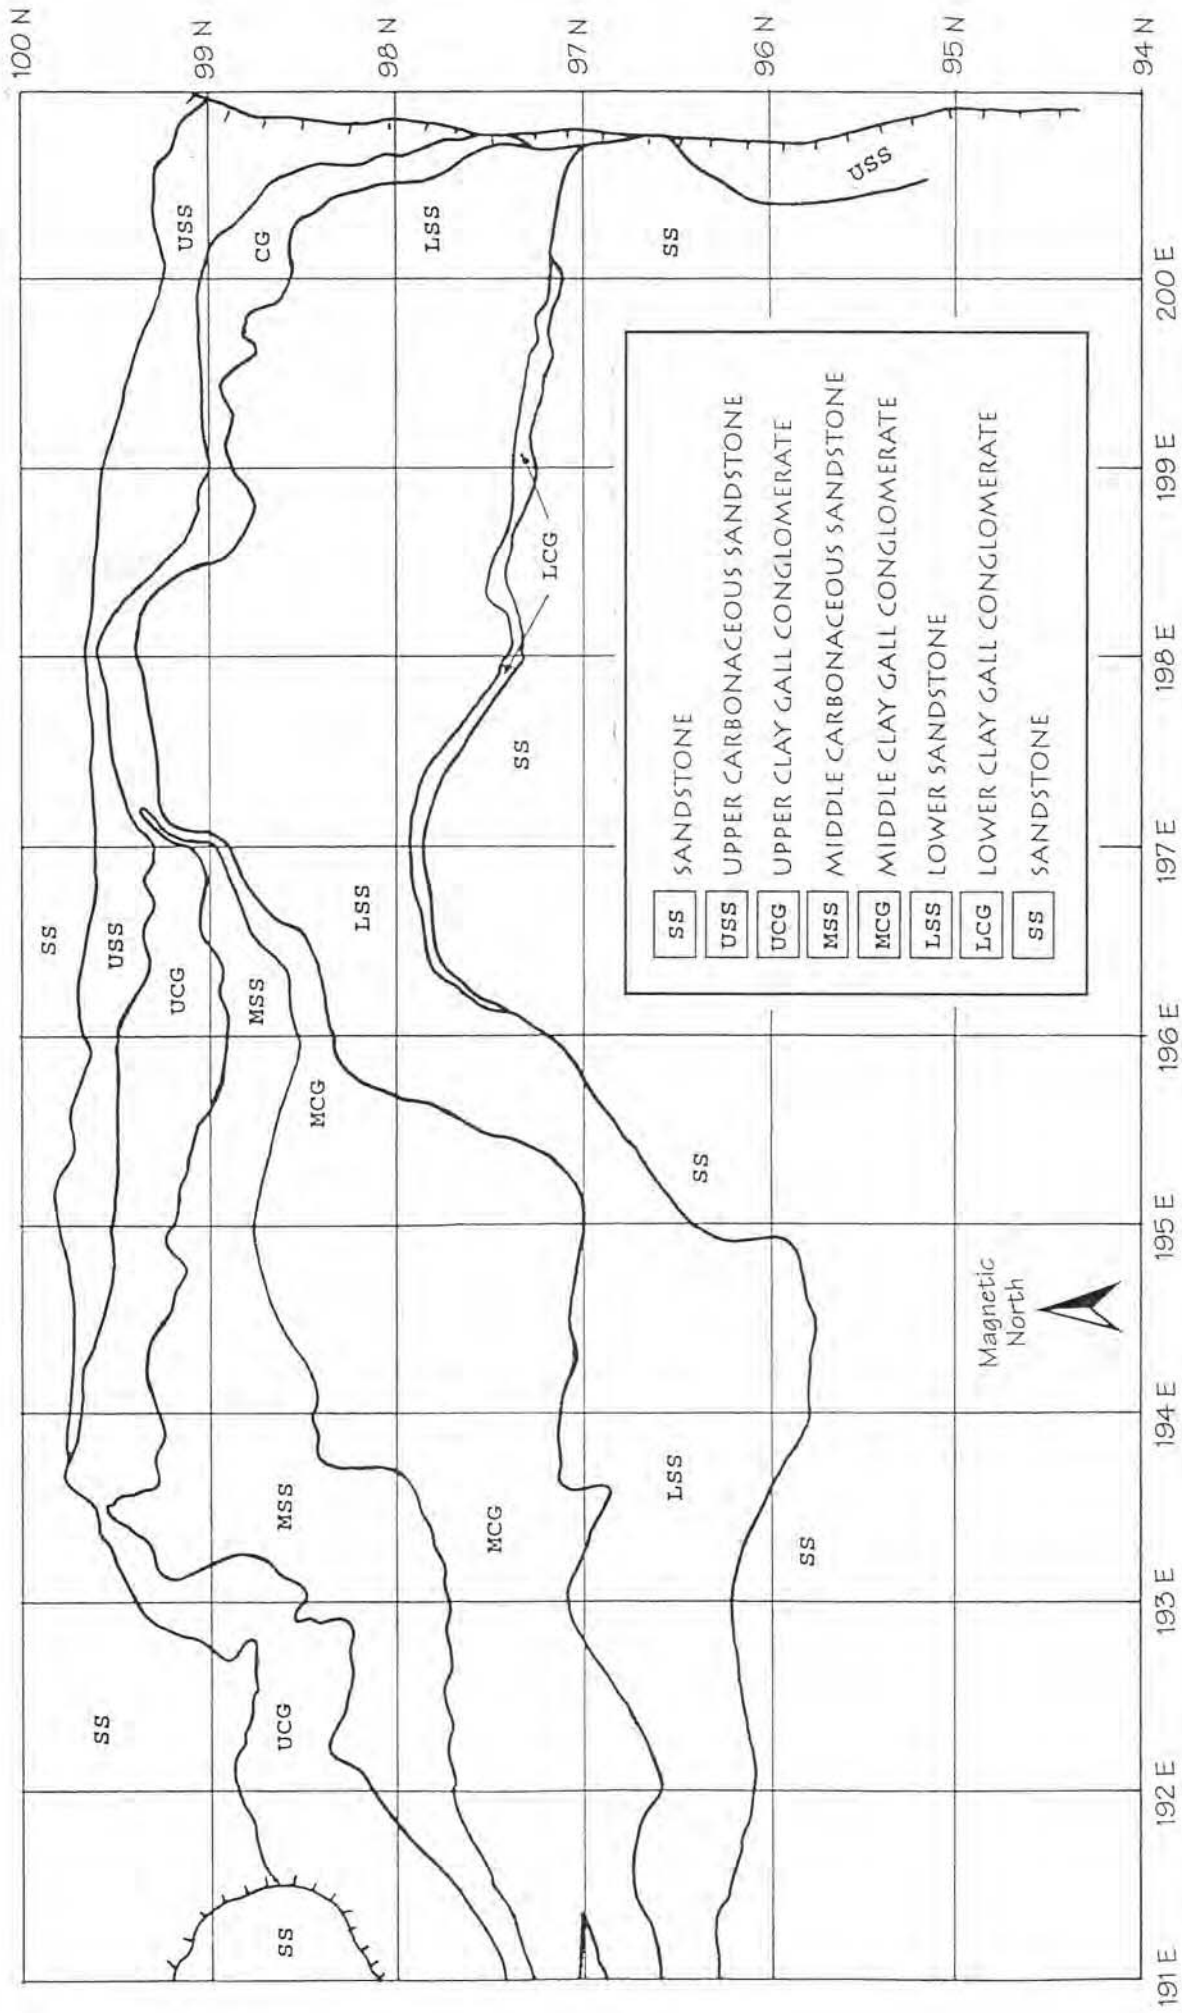 100 N
99 N
98 N
97 N
96 N
95 N
94 N
SS
SS
USS
USS
UCG
UCG
MSS
MSS
MCG
MCG
LSS
LSS
LSS
CG
USS
SS
SS
SS
SS
SS
LCG
USS
SS SANDSTONE
USS UPPER CARBONACEOUS SANDSTONE
UCG UPPER CLAY GALL CONGLOMERATE
MSS MIDDLE CARBONACEOUS SANDSTONE
MCG MIDDLE CLAY GALL CONGLOMERATE
LSS LOWER SANDSTONE
LCG LOWER CLAY GALL CONGLOMERATE
SS SANDSTONE
Magnetic
North
191 E
192 E
193 E
194 E
195 E
196 E
197 E
198 E
199 E
200 E